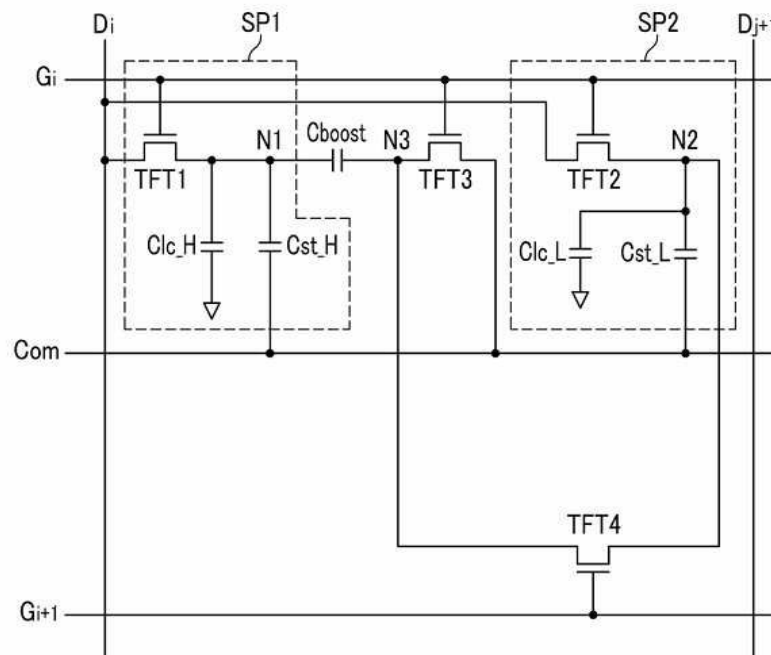 Di SP1 SP2 Dj+1
Gi
N1 Cboost N3 N2
TFT1 TFT3 TFT2
Clc_H Cst_H Clc_L Cst_L
Com
TFT4
Gi+1